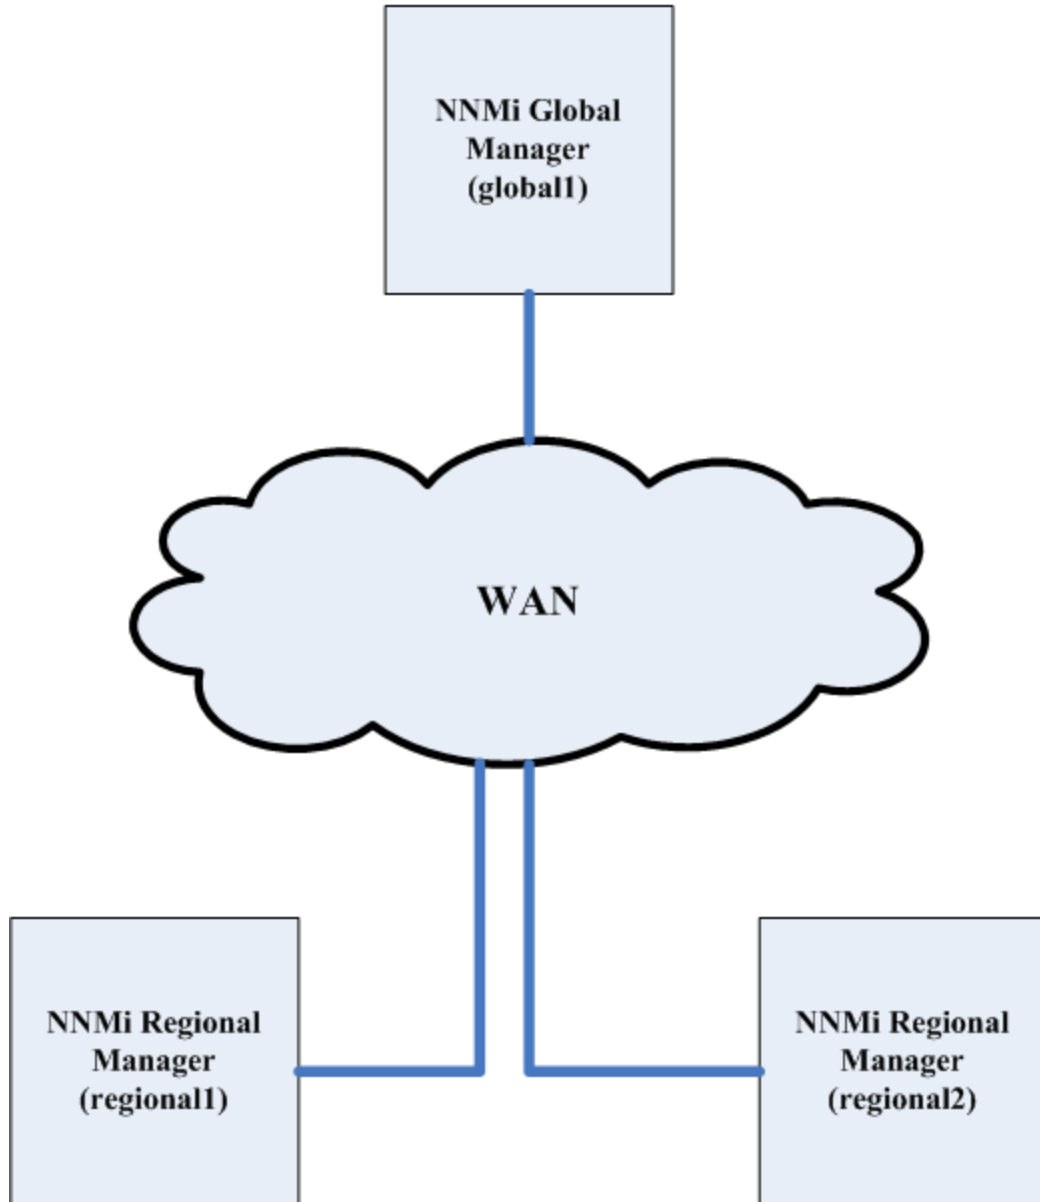 NNMi Global
Manager
(global1)
WAN
NNMi Regional
Manager
(regional1)
NNMi Regional
Manager
(regional2)